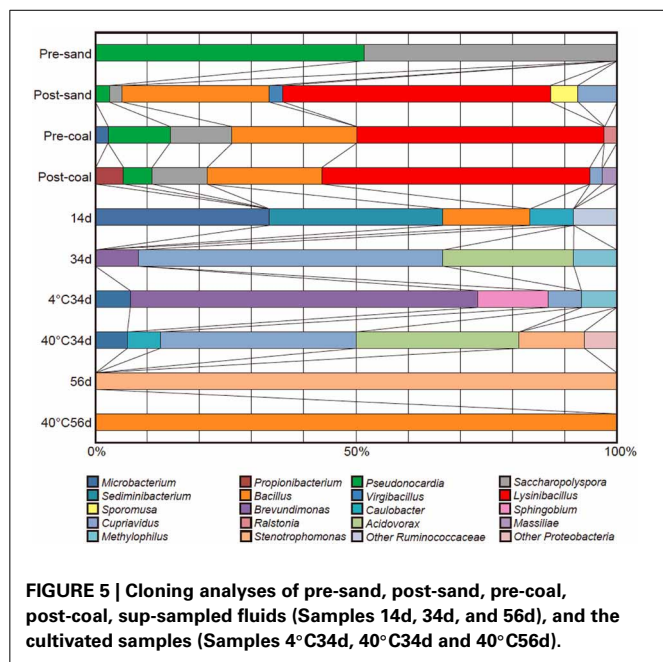 Pre-sand
Post-sand
Pre-coal
Post-coal
14d
34d
4°C34d
40°C34d
56d
40°C56d
0% 50% 100%
Microbacterium Propionibacterium Pseudonocardia Saccharopolyspora
Sediminibacterium Bacillus Virgibacillus Lysinibacillus
Sporomusa Brevundimonas Caulobacter Sphingobium
Cupriavidus Ralstonia Acidovorax Massiliae
Methylophilus Stenotrophomonas Other Ruminococcaceae Other Proteobacteria
FIGURE 5 | Cloning analyses of pre-sand, post-sand, pre-coal,
post-coal, sup-sampled fluids (Samples 14d, 34d, and 56d), and the
cultivated samples (Samples 4°C34d, 40°C34d and 40°C56d).